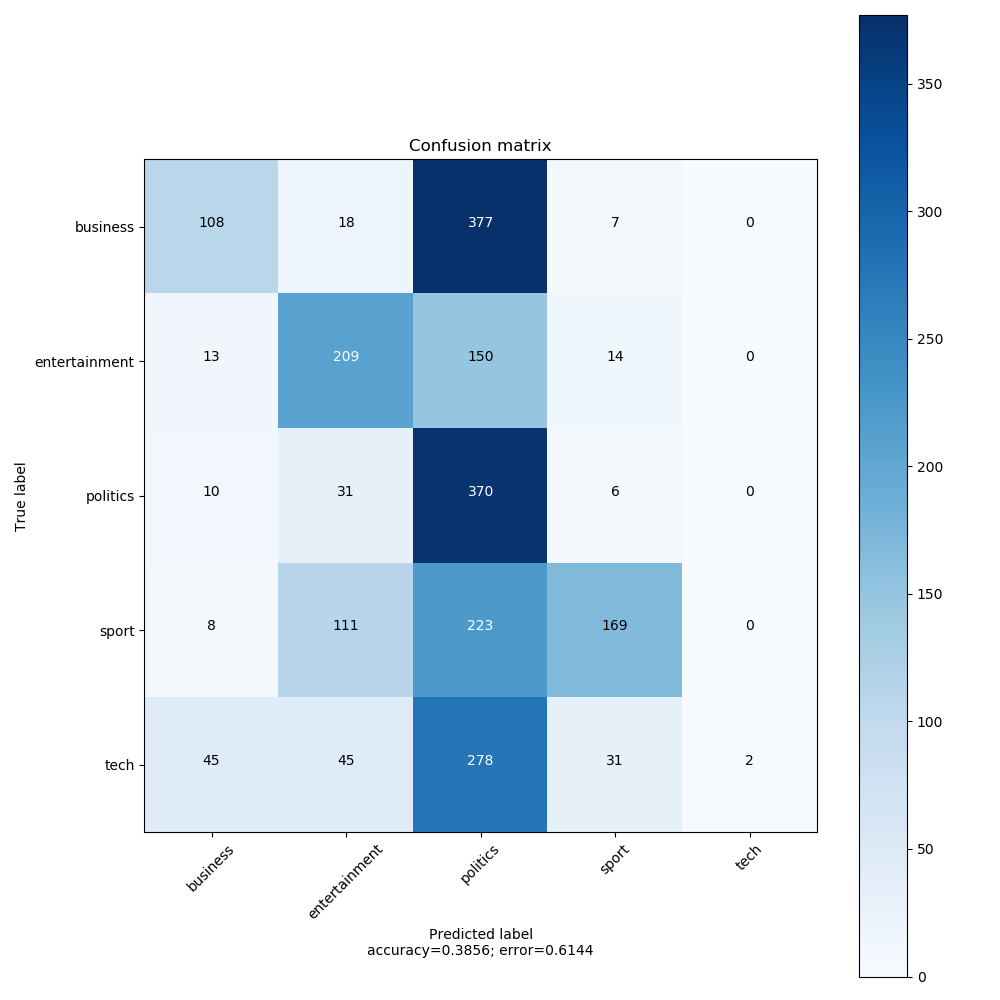 Confusion matrix
True label
business 108 18 377 7 0
entertainment 13 209 150 14 0
politics 10 31 370 6 0
sport 8 111 223 169 0
tech 45 45 278 31 2
business entertainment politics sport tech
Predicted label
accuracy=0.3856; error=0.6144
350
300
250
200
150
100
50
0